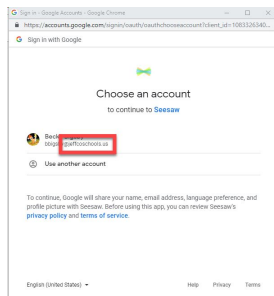 Sign in - Google Accounts - Google Chrome
https://accounts.google.com/signin/oauth/oauthchooseaccount?client_id=1083326340...
Sign in with Google
Choose an account
to continue to Seesaw
jeffcoschools.us
Use another account
To continue, Google will share your name, email address, language preference, and
profile picture with Seesaw. Before using this app, you can review Seesaw's
privacy policy and terms of service.
English (United States)
Help Privacy Terms